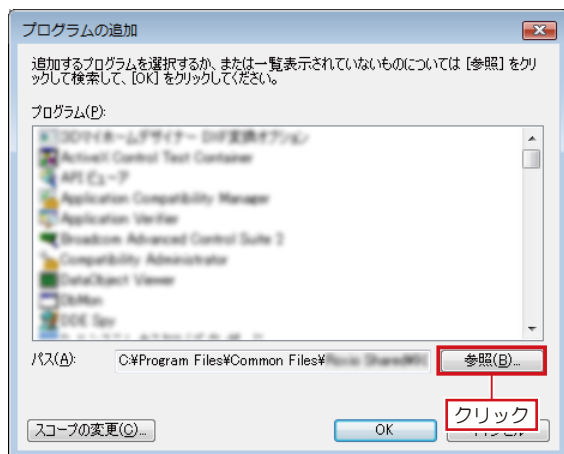 プログラムの追加
追加するプログラムを選択するか、または一覧表示されていないものについては [参照] をクリ
ックして検索して、[OK] をクリックしてください。
プログラム(P):
ActiveX Control Test Container
API ビューア
Application Compatibility Manager
Application Verifier
Broadcom Advanced Control Suite 2
Compatibility Administrator
DataObject Viewer
DbMon
DDE Spy
パス(A): C:¥Program Files¥Common Files¥
参照(B)...
クリック
スコープの変更(C)...
OK